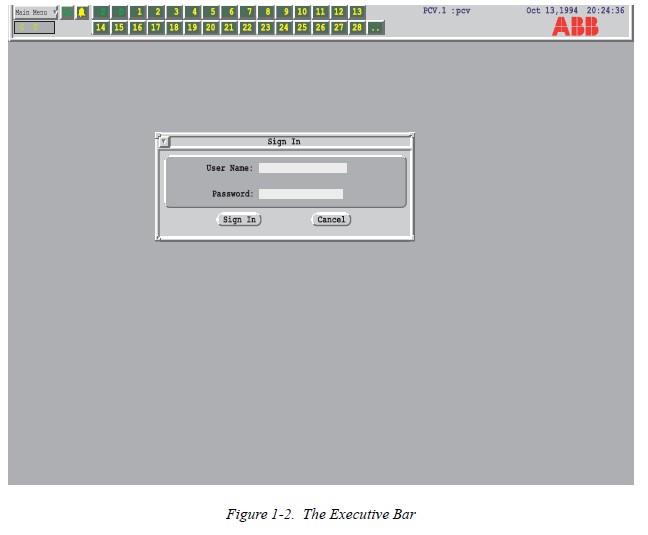 Main Menu PCV.1 :pcv Oct 13,1994 20:24:36
1 2 3 4 5 6 7 8 9 10 11 12 13
14 15 16 17 18 19 20 21 22 23 24 25 26 27 28 ..
ABB
Sign In
User Name:
Password:
Sign In Cancel
Figure 1-2. The Executive Bar